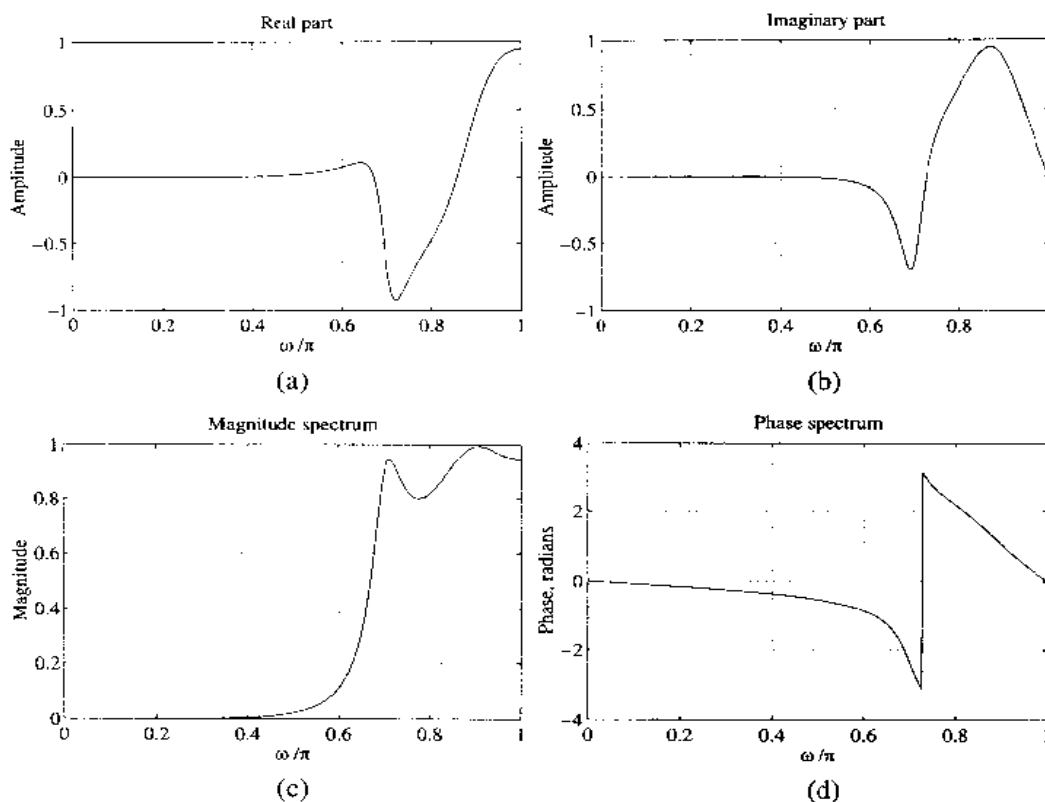 Real part
Amplitude
1
0.5
0
−0.5
−1
0
0.2
0.4
0.6
0.8
1
ω/π
(a)
Imaginary part
Amplitude
1
0.5
0
−0.5
−1
0
0.2
0.4
0.6
0.8
1
ω/π
(b)
Magnitude spectrum
Magnitude
1
0.8
0.6
0.4
0.2
0
0
0.2
0.4
0.6
0.8
1
ω/π
(c)
Phase spectrum
Phase, radians
4
2
0
−2
−4
0
0.2
0.4
0.6
0.8
1
ω/π
(d)